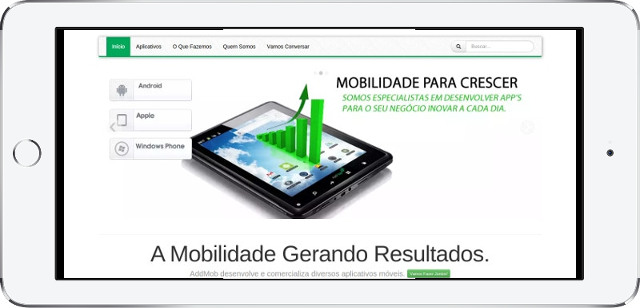 Início Aplicativos O Que Fazemos Quem Somos Vamos Conversar Buscar...
MOBILIDADE PARA CRESCER
SOMOS ESPECIALISTAS EM DESENVOLVER APP'S
PARA O SEU NEGÓCIO INOVAR A CADA DIA.
Android
Apple
Windows Phone
A Mobilidade Gerando Resultados.
AddMob desenvolve e comercializa diversos aplicativos móveis.